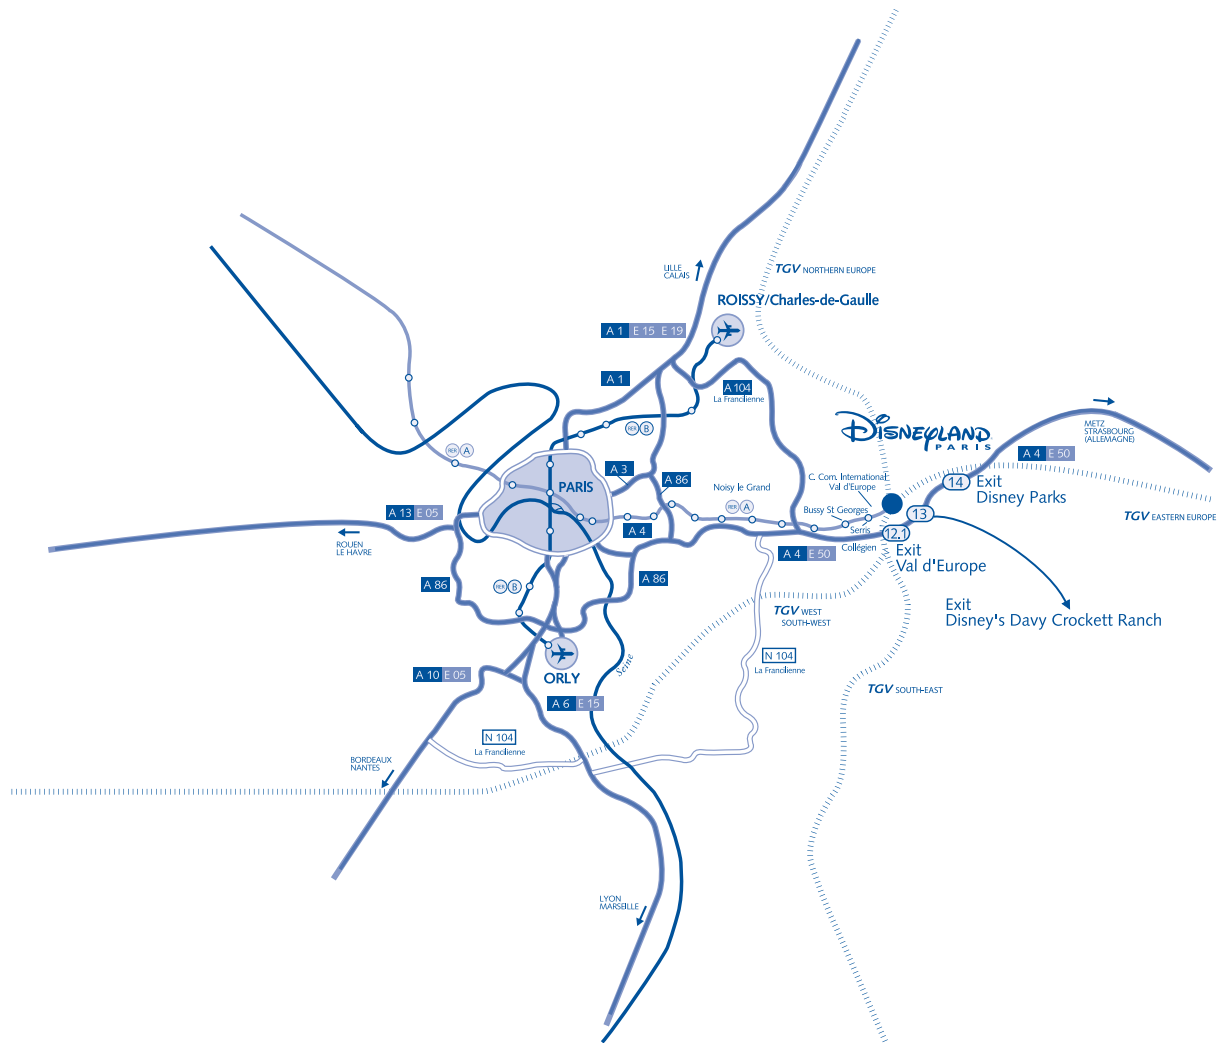 TGV NORTHERN EUROPE
LILLE
CALAIS
ROISSY/Charles-de-Gaulle
A 1 E 15 E 19
A 1
A 104
La Francilienne
DISNEYLAND
PARIS
METZ
STRASBOURG
(ALLEMAGNE)
RER B
RER A
A 4 E 50
A 3
A 86
C. Com. International
Val d'Europe
14
Exit
Disney Parks
PARIS
Noisy le Grand
RER A
Bussy St Georges
13
TGV EASTERN EUROPE
A 13 E 05
A 4
Serris
12.1
ROUEN
LE HAVRE
A 4 E 50
Collégien
Exit
Val d'Europe
A 86
RER B
A 86
TGV WEST
SOUTH-WEST
Exit
Disney's Davy Crockett Ranch
N 104
La Francilienne
Seine
A 10 E 05
ORLY
TGV SOUTH-EAST
A 6 E 15
N 104
La Francilienne
BORDEAUX
NANTES
LYON
MARSEILLE